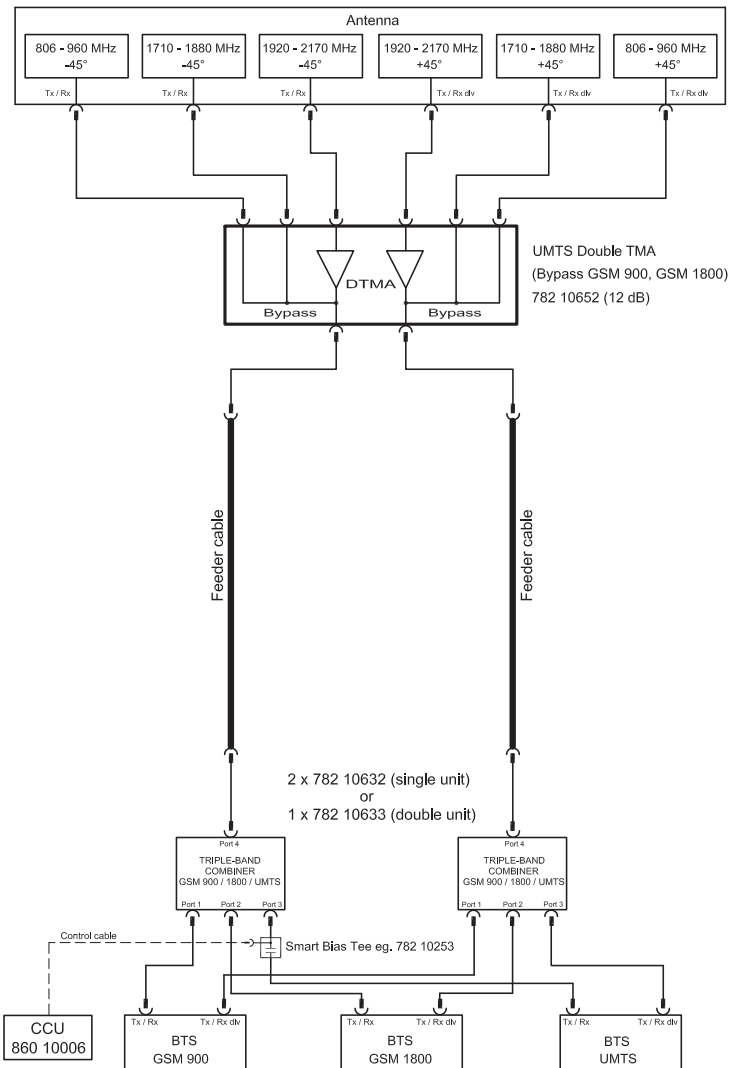 Antenna
806 - 960 MHz
-45°
1710 - 1880 MHz
-45°
1920 - 2170 MHz
-45°
1920 - 2170 MHz
+45°
1710 - 1880 MHz
+45°
806 - 960 MHz
+45°
Tx / Rx
Tx / Rx
Tx / Rx
Tx / Rx div
Tx / Rx div
Tx / Rx div
DTMA
Bypass
Bypass
UMTS Double TMA
(Bypass GSM 900, GSM 1800)
782 10652 (12 dB)
Feeder cable
Feeder cable
2 x 782 10632 (single unit)
or
1 x 782 10633 (double unit)
Port 4
TRIPLE-BAND
COMBINER
GSM 900 / 1800 / UMTS
Port 1
Port 2
Port 3
Port 4
TRIPLE-BAND
COMBINER
GSM 900 / 1800 / UMTS
Port 1
Port 2
Port 3
Control cable
Smart Bias Tee eg. 782 10253
CCU
860 10006
Tx / Rx
Tx / Rx div
BTS
GSM 900
Tx / Rx
Tx / Rx div
BTS
GSM 1800
Tx / Rx
Tx / Rx div
BTS
UMTS